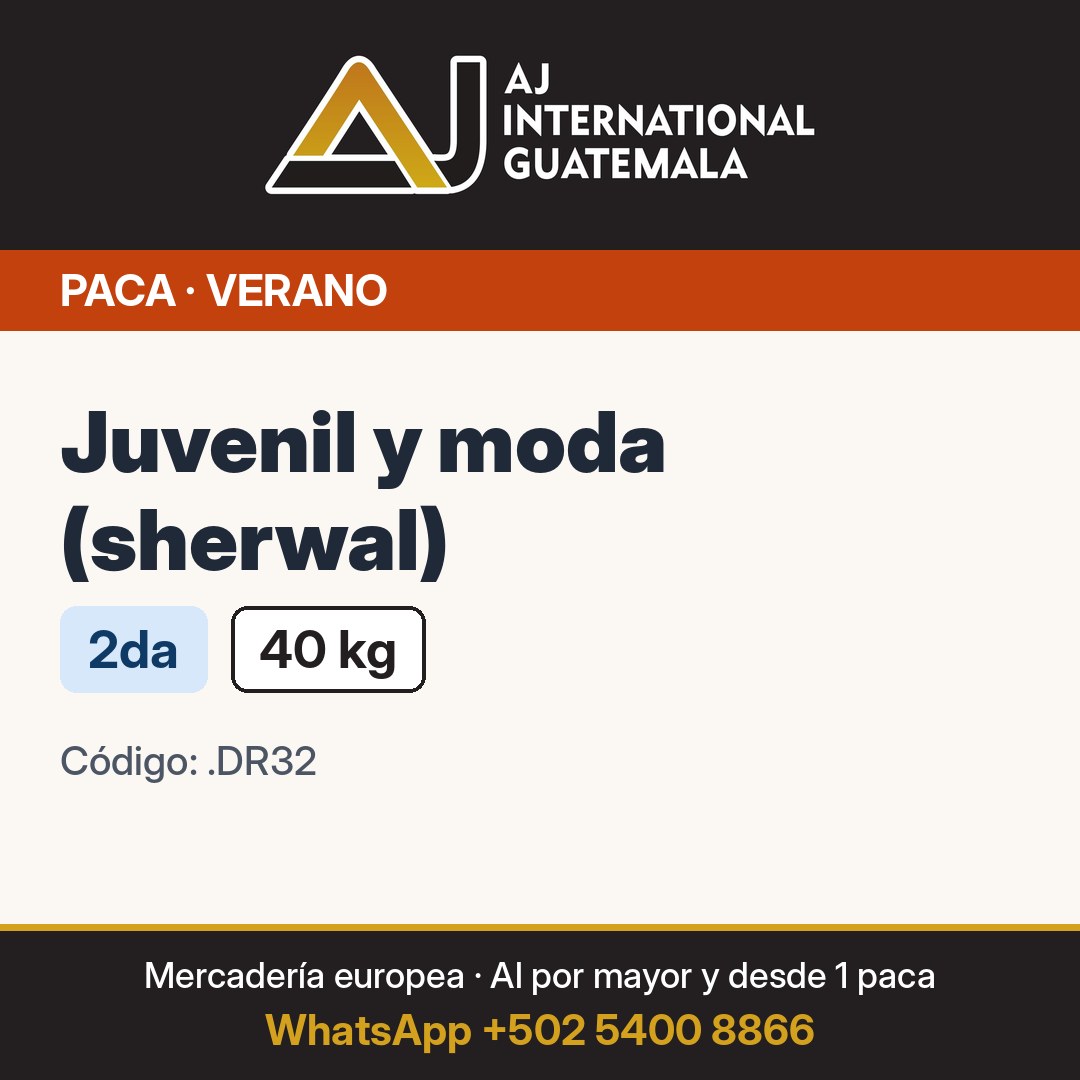 AJ
AJ
INTERNATIONAL
GUATEMALA
PACA · VERANO
Juvenil y moda
(sherwal)
2da
40 kg
Código: .DR32
Mercadería europea · Al por mayor y desde 1 paca
WhatsApp +502 5400 8866